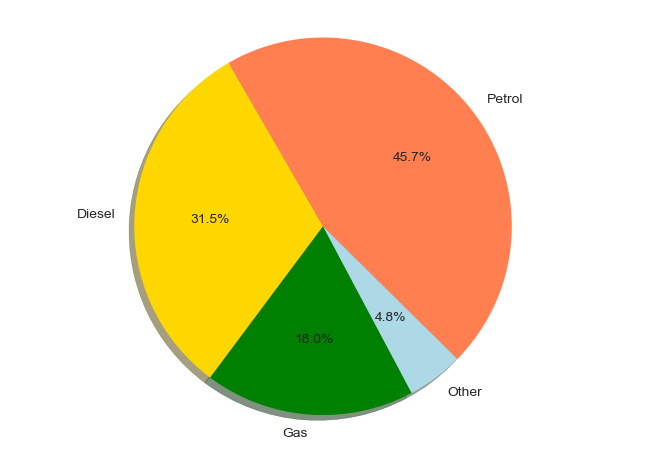 Petrol
45.7%
Diesel
31.5%
4.8%
18.0%
Other
Gas